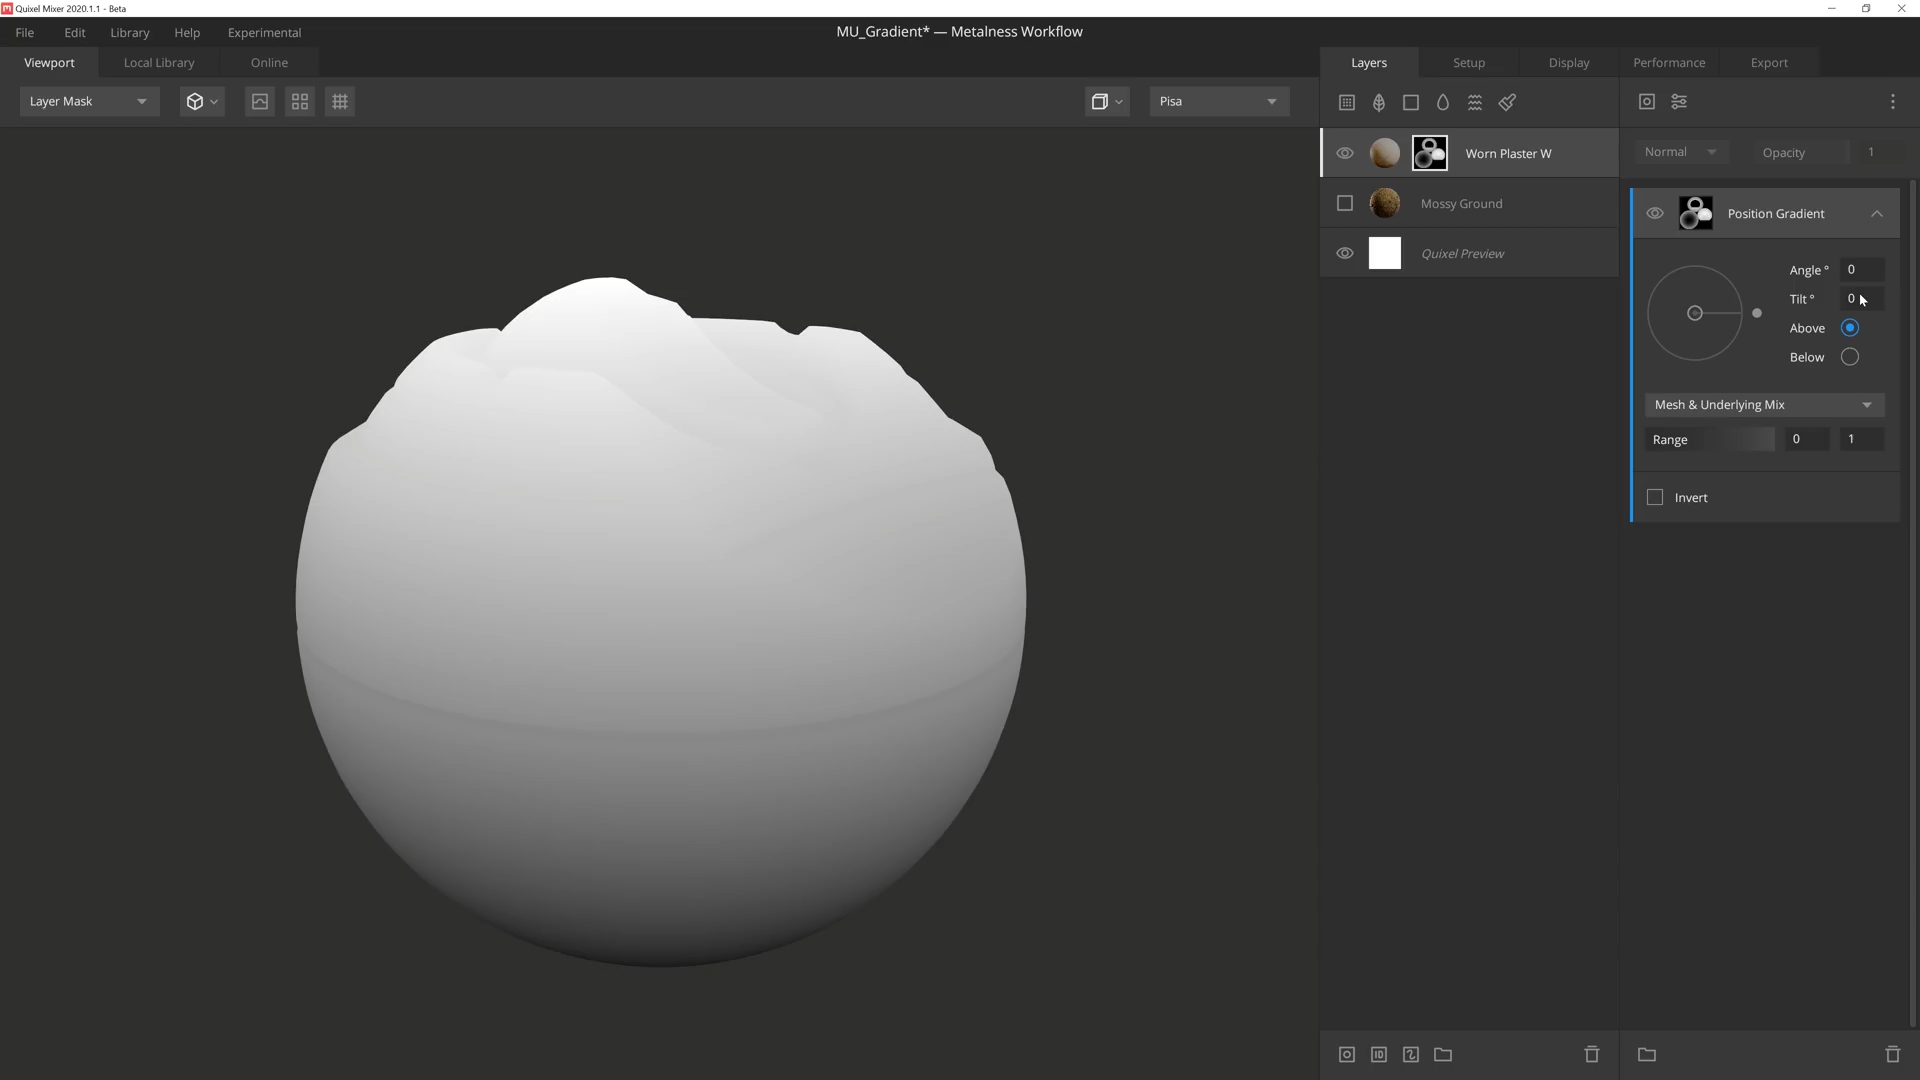 Quixel Mixer 2020.1.1 - Beta
File Edit Library Help Experimental
MU_Gradient* — Metalness Workflow
Viewport Local Library Online
Layers Setup Display Performance Export
Layer Mask
Pisa
Worn Plaster W
Normal Opacity 1
Mossy Ground
Position Gradient
Quixel Preview
Angle ° 0
Tilt ° 0
Above
Below
Mesh & Underlying Mix
Range 0 1
Invert
ID